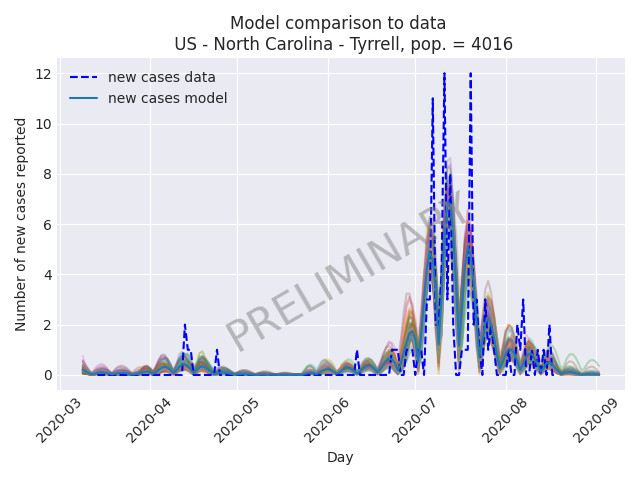 Model comparison to data
US - North Carolina - Tyrrell, pop. = 4016
12
10
8
6
4
2
0
Number of new cases reported
new cases data
new cases model
PRELIMINARY
2020-03
2020-04
2020-05
2020-06
2020-07
2020-08
2020-09
Day